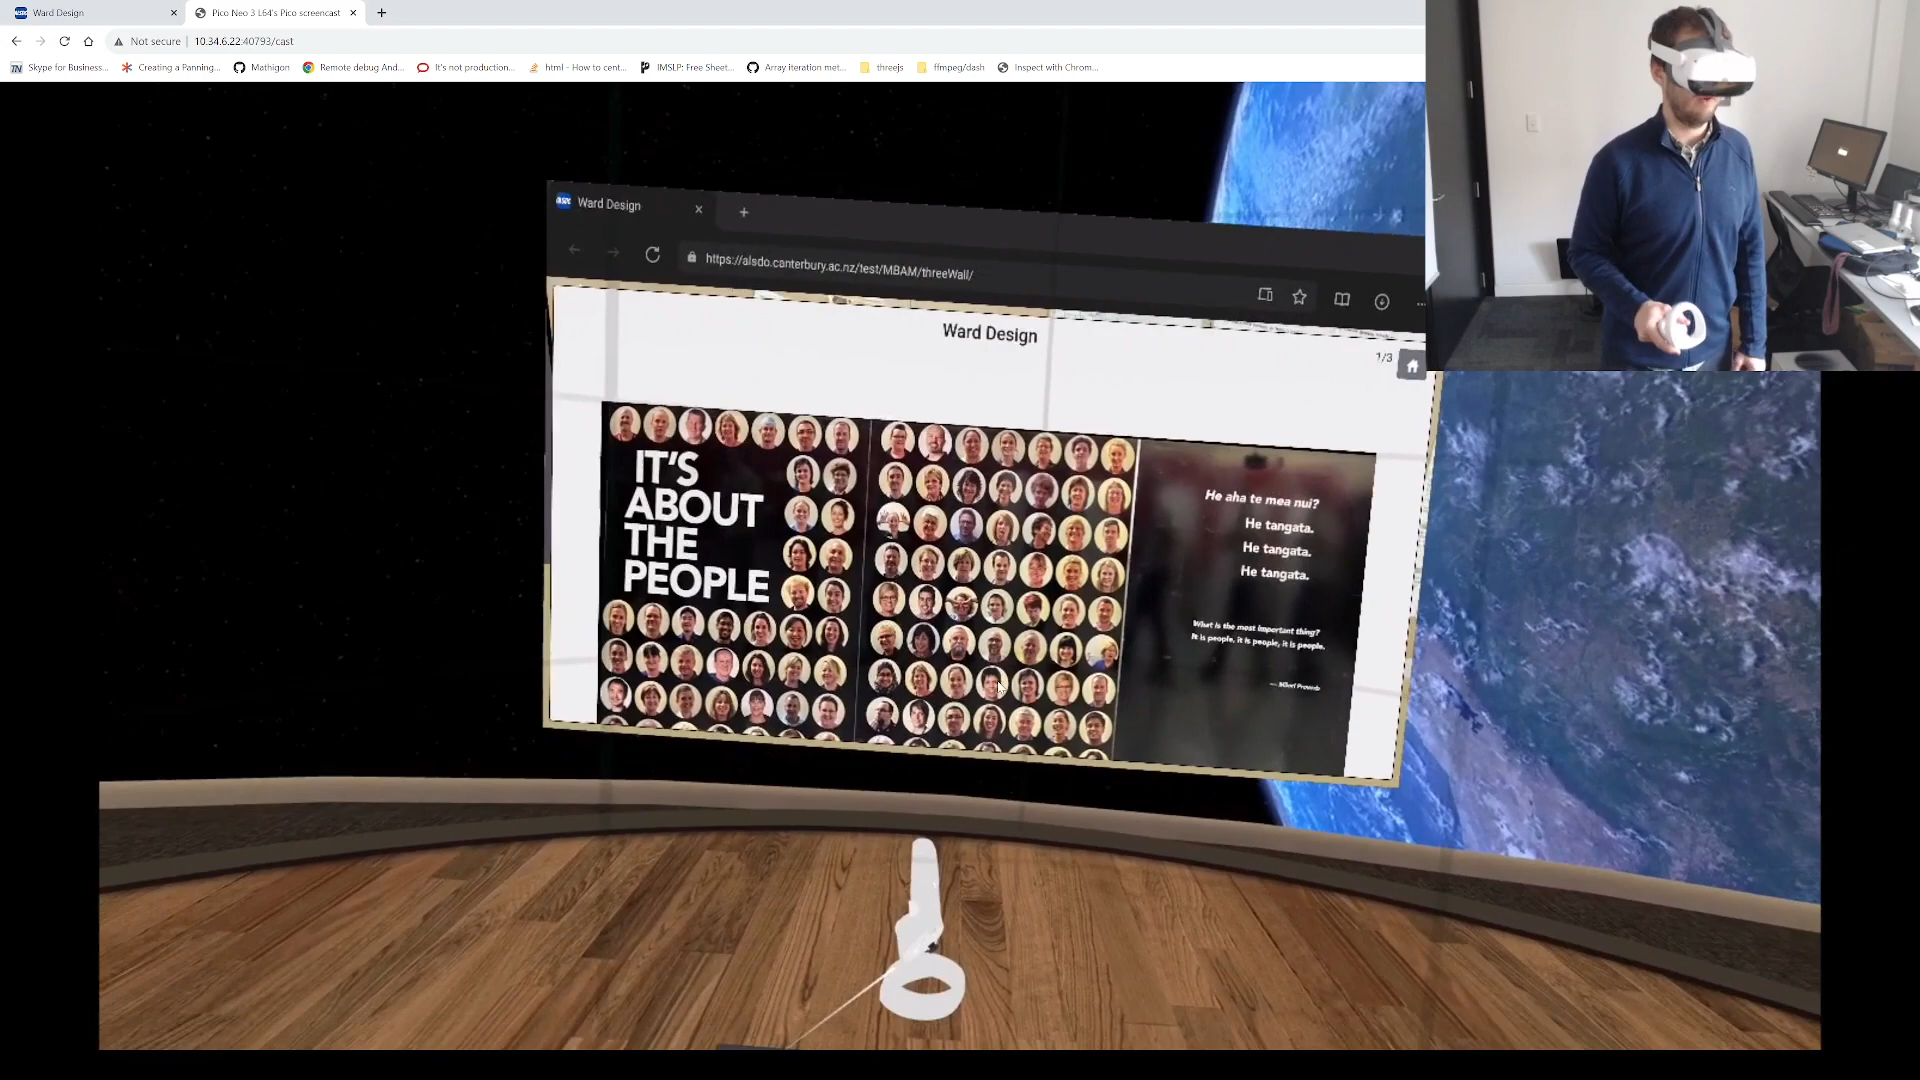 Ward Design
Pico Neo 3 L64's Pico screencast
Not secure
10.34.6.22:40793/cast
TN
Skype for Business...
Creating a Panning...
Mathigon
Remote debug And...
It's not production...
html - How to cent...
IMSLP: Free Sheet...
Array iteration met...
threejs
ffmpeg/dash
Inspect with Chrom...
Ward Design
https://alsdo.canterbury.ac.nz/test/MBAM/threeWall/
Ward Design
1/3
IT'S
ABOUT
THE
PEOPLE
He aha te mea nui?
He tangata.
He tangata.
He tangata.
What is the most important thing?
It is people, it is people, it is people.
— Māori Proverb